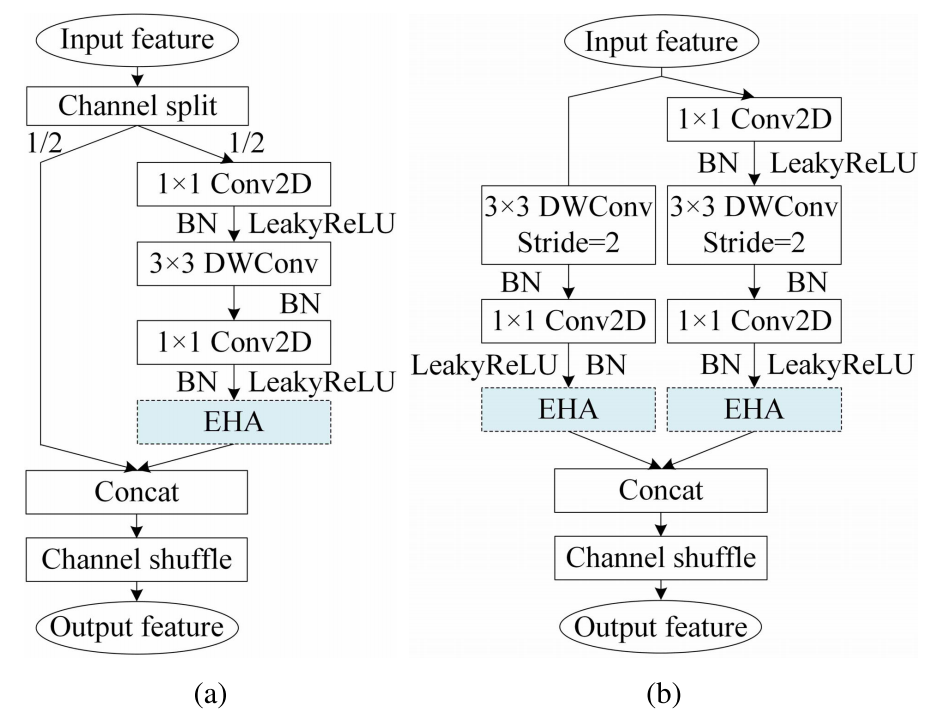 Input feature
Channel split
1/2 1/2
1×1 Conv2D
BN LeakyReLU
3×3 DWConv
BN
1×1 Conv2D
BN LeakyReLU
EHA
Concat
Channel shuffle
Output feature
(a)
Input feature
1×1 Conv2D
BN LeakyReLU
3×3 DWConv
Stride=2
3×3 DWConv
Stride=2
BN BN
1×1 Conv2D 1×1 Conv2D
LeakyReLU BN BN LeakyReLU
EHA EHA
Concat
Channel shuffle
Output feature
(b)